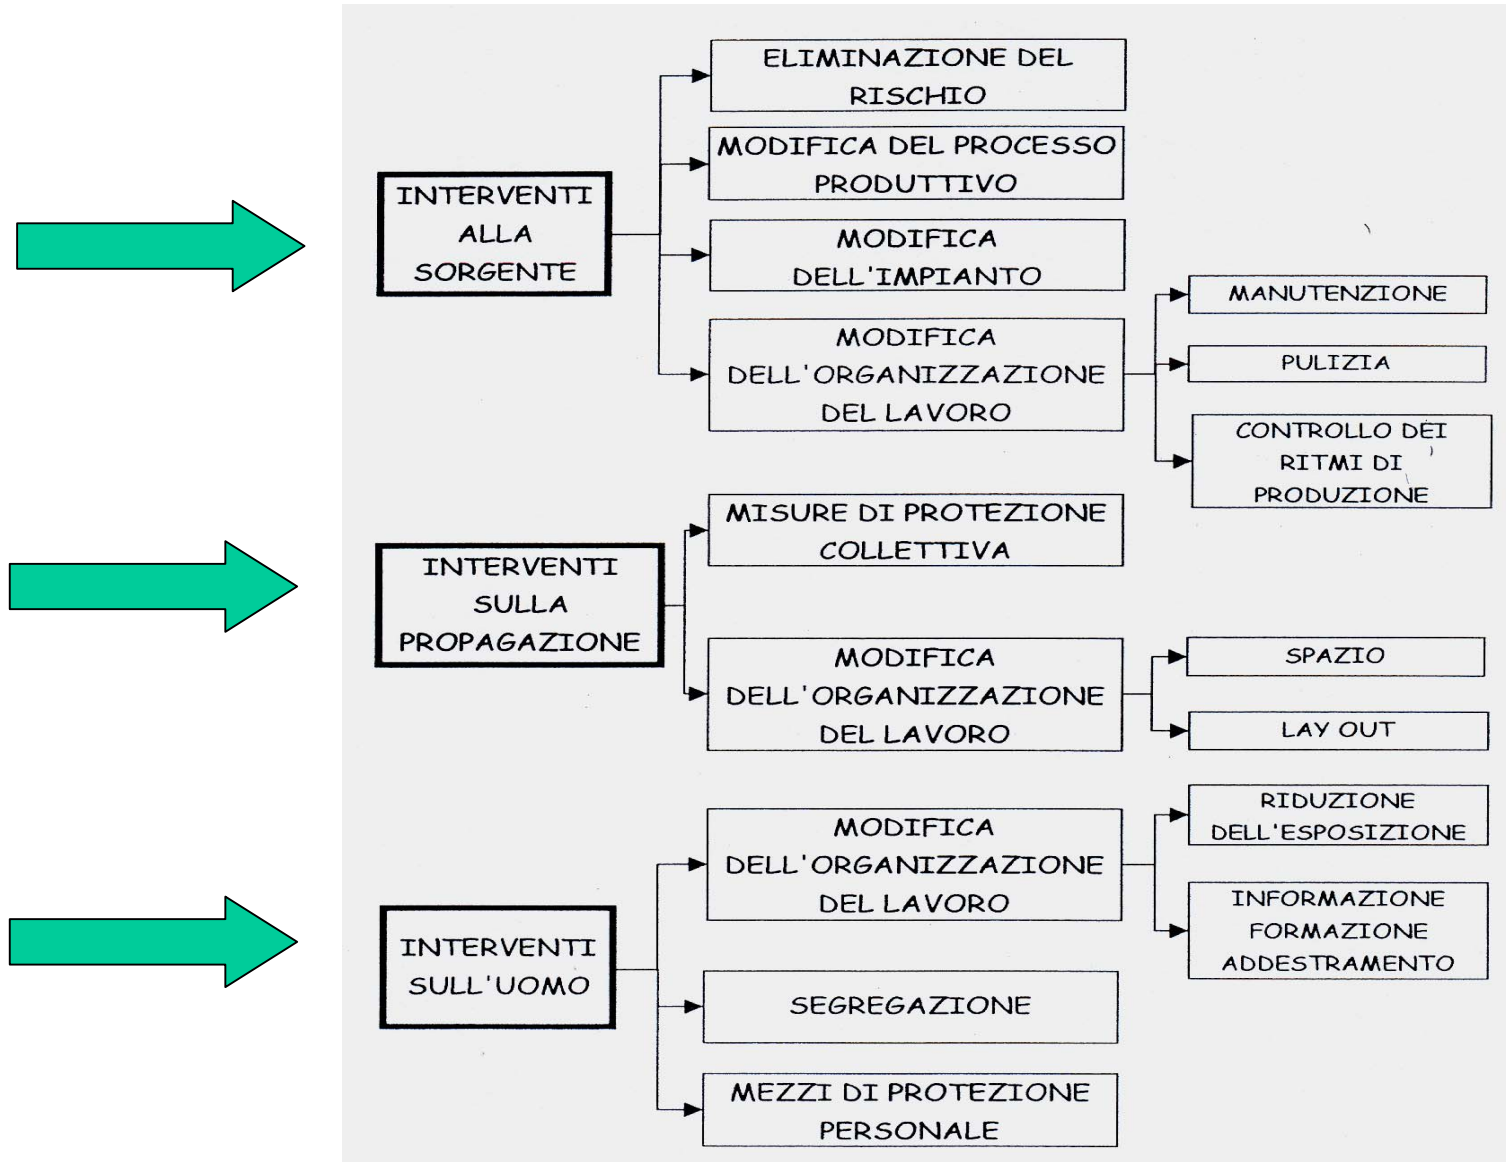 INTERVENTI
ALLA
SORGENTE
ELIMINAZIONE DEL
RISCHIO
MODIFICA DEL PROCESSO
PRODUTTIVO
MODIFICA
DELL'IMPIANTO
MODIFICA
DELL'ORGANIZZAZIONE
DEL LAVORO
MANUTENZIONE
PULIZIA
CONTROLLO DEI
RITMI DI
PRODUZIONE
INTERVENTI
SULLA
PROPAGAZIONE
MISURE DI PROTEZIONE
COLLETTIVA
MODIFICA
DELL'ORGANIZZAZIONE
DEL LAVORO
SPAZIO
LAY OUT
INTERVENTI
SULL'UOMO
MODIFICA
DELL'ORGANIZZAZIONE
DEL LAVORO
RIDUZIONE
DELL'ESPOSIZIONE
INFORMAZIONE
FORMAZIONE
ADDESTRAMENTO
SEGREGAZIONE
MEZZI DI PROTEZIONE
PERSONALE